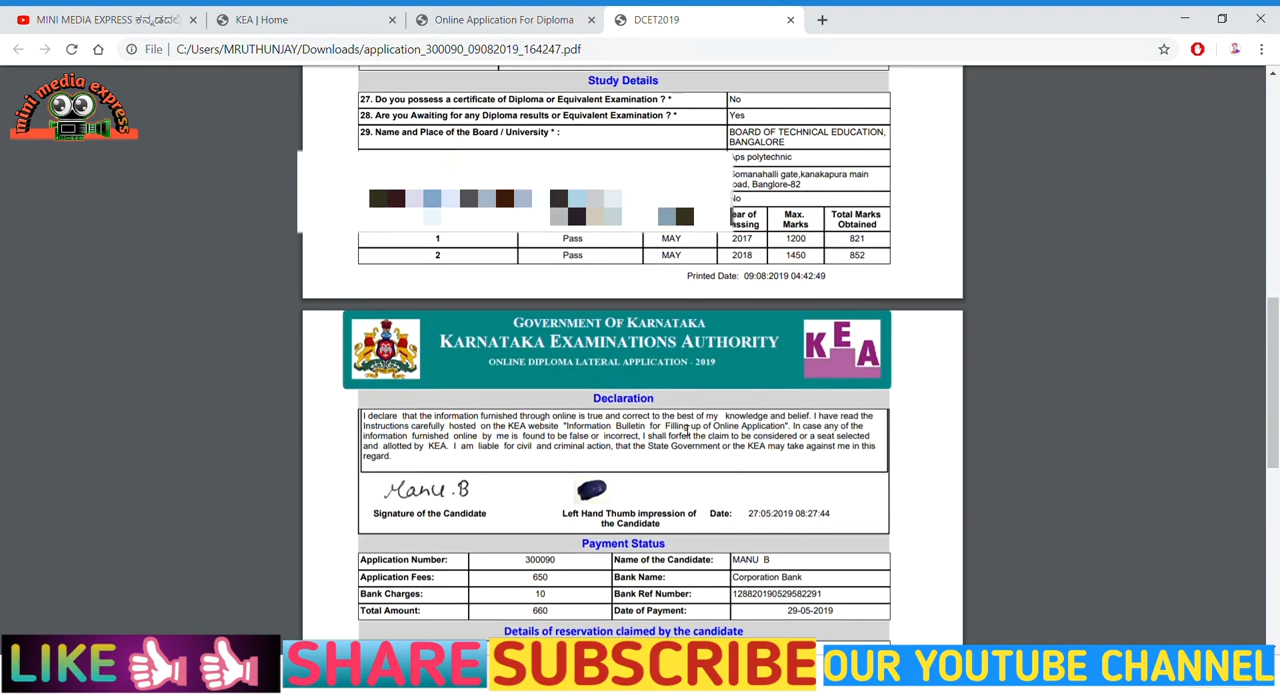 MINI MEDIA EXPRESS ಕನ್ನಡದಲಿ
KEA | Home
Online Application For Diploma
DCET2019
File | C:/Users/MRUTHUNJAY/Downloads/application_300090_09082019_164247.pdf
mini media express
Study Details
27. Do you possess a certificate of Diploma or Equivalent Examination ? * No
28. Are you Awaiting for any Diploma results or Equivalent Examination ? * Yes
29. Name and Place of the Board / University * : BOARD OF TECHNICAL EDUCATION,
BANGALORE
Aps polytechnic
Somanahalli gate,kanakapura main
road, Banglore-82
No
ear of Max. Total Marks
assing Marks Obtained
1 Pass MAY 2017 1200 821
2 Pass MAY 2018 1450 852
Printed Date: 09:08:2019 04:42:49
GOVERNMENT OF KARNATAKA
KARNATAKA EXAMINATIONS AUTHORITY
ONLINE DIPLOMA LATERAL APPLICATION - 2019
KEA
Declaration
I declare that the information furnished through online is true and correct to the best of my knowledge and belief. I have read the
Instructions carefully hosted on the KEA website "Information Bulletin for Filling-up of Online Application". In case any of the
information furnished online by me is found to be false or incorrect, I shall forfeit the claim to be considered or a seat selected
and allotted by KEA. I am liable for civil and criminal action, that the State Government or the KEA may take against me in this
regard.
Manu.B
Signature of the Candidate Left Hand Thumb impression of Date: 27:05:2019 08:27:44
the Candidate
Payment Status
Application Number: 300090 Name of the Candidate: MANU B
Application Fees: 650 Bank Name: Corporation Bank
Bank Charges: 10 Bank Ref Number: 128820190529582291
Total Amount: 660 Date of Payment: 29-05-2019
Details of reservation claimed by the candidate
LIKE SHARE SUBSCRIBE OUR YOUTUBE CHANNEL